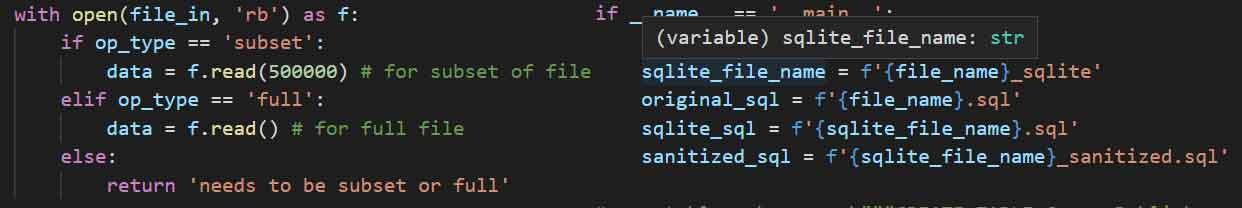 with open(file_in, 'rb') as f:
if op_type == 'subset':
data = f.read(500000) # for subset of file
elif op_type == 'full':
data = f.read() # for full file
else:
return 'needs to be subset or full'
if __name__ == '__main__':
(variable) sqlite_file_name: str
sqlite_file_name = f'{file_name}_sqlite'
original_sql = f'{file_name}.sql'
sqlite_sql = f'{sqlite_file_name}.sql'
sanitized_sql = f'{sqlite_file_name}_sanitized.sql'